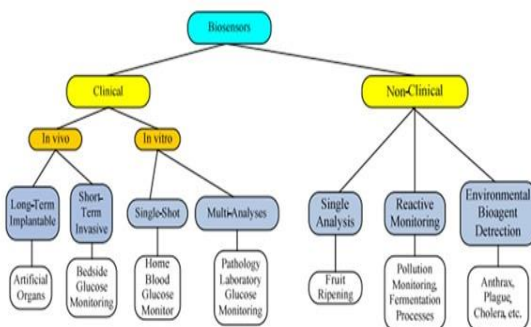 Biosensors
Clinical
Non-Clinical
In vivo
In vitro
Long-Term
Implantable
Short-
Term
Invasive
Single-Shot
Multi-Analyses
Single
Analysis
Reactive
Monitoring
Environmental
Bioagent
Detection
Artificial
Organs
Bedside
Glucose
Monitoring
Home
Blood
Glucose
Monitor
Pathology
Laboratory
Glucose
Monitoring
Fruit
Ripening
Pollution
Monitoring,
Fermentation
Processes
Anthrax,
Plague,
Cholera, etc.